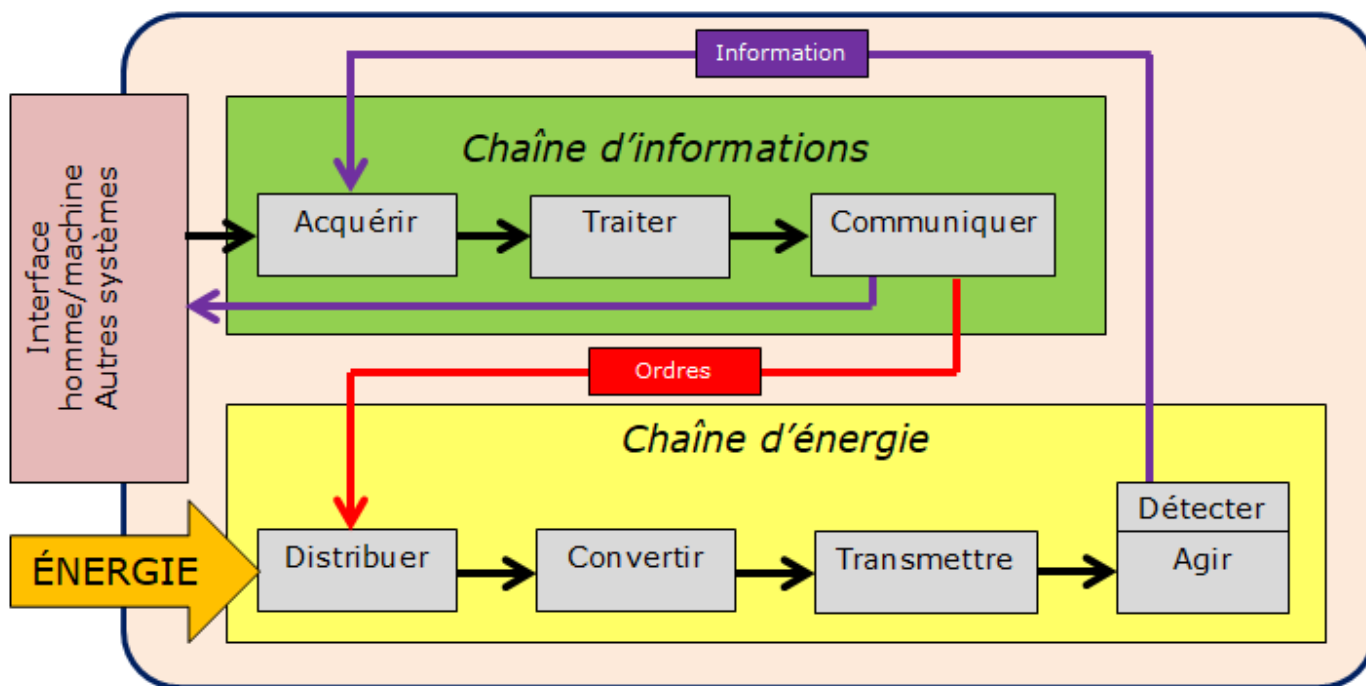 Information
Chaîne d'informations
Interface
homme/machine
Autres systèmes
Acquérir
Traiter
Communiquer
Ordres
Chaîne d'énergie
ÉNERGIE
Distribuer
Convertir
Transmettre
Détecter
Agir